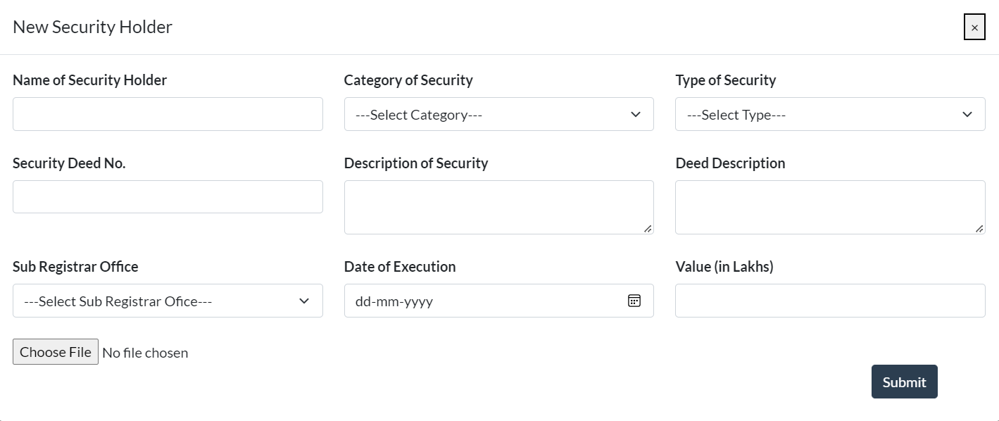 New Security Holder
×
Name of Security Holder
Category of Security
Type of Security
---Select Category---
---Select Type---
Security Deed No.
Description of Security
Deed Description
Sub Registrar Office
Date of Execution
Value (in Lakhs)
---Select Sub Registrar Ofice---
dd-mm-yyyy
Choose File No file chosen
Submit